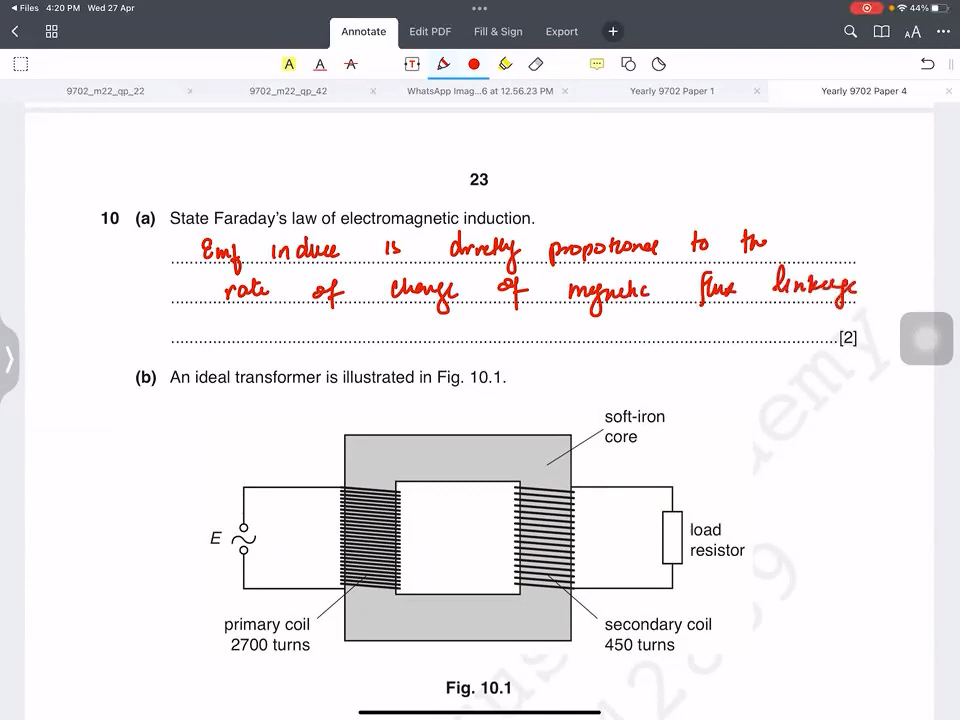 Files 4:20 PM Wed 27 Apr 44%
Annotate Edit PDF Fill & Sign Export
9702_m22_qp_22 9702_m22_qp_42 WhatsApp Imag...6 at 12.56.23 PM Yearly 9702 Paper 1 Yearly 9702 Paper 4
23
10 (a) State Faraday's law of electromagnetic induction.
Emf induce is directly propotional to the
rate of change of magnetic flux linkage
[2]
(b) An ideal transformer is illustrated in Fig. 10.1.
soft-iron
core
E
load
resistor
primary coil
2700 turns
secondary coil
450 turns
Fig. 10.1